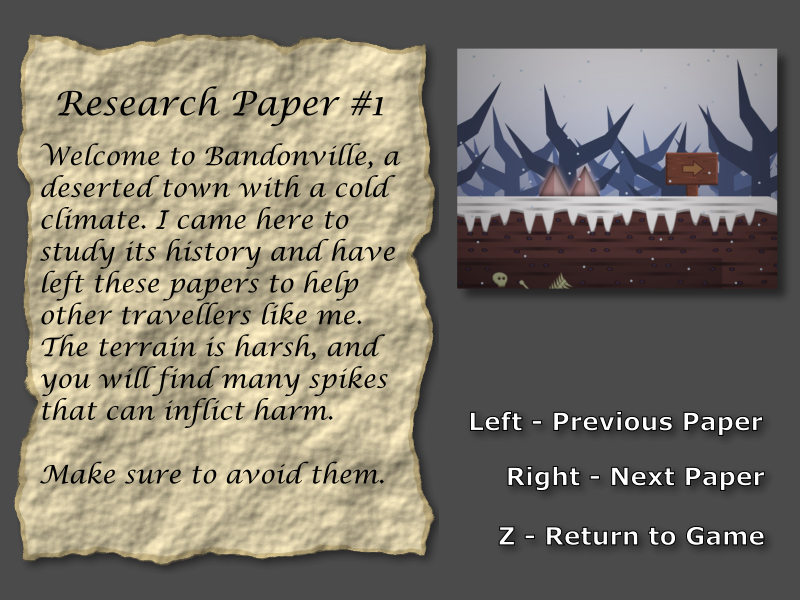 Research Paper #1
Welcome to Bandonville, a
deserted town with a cold
climate. I came here to
study its history and have
left these papers to help
other travellers like me.
The terrain is harsh, and
you will find many spikes
that can inflict harm.
Make sure to avoid them.
Left - Previous Paper
Right - Next Paper
Z - Return to Game